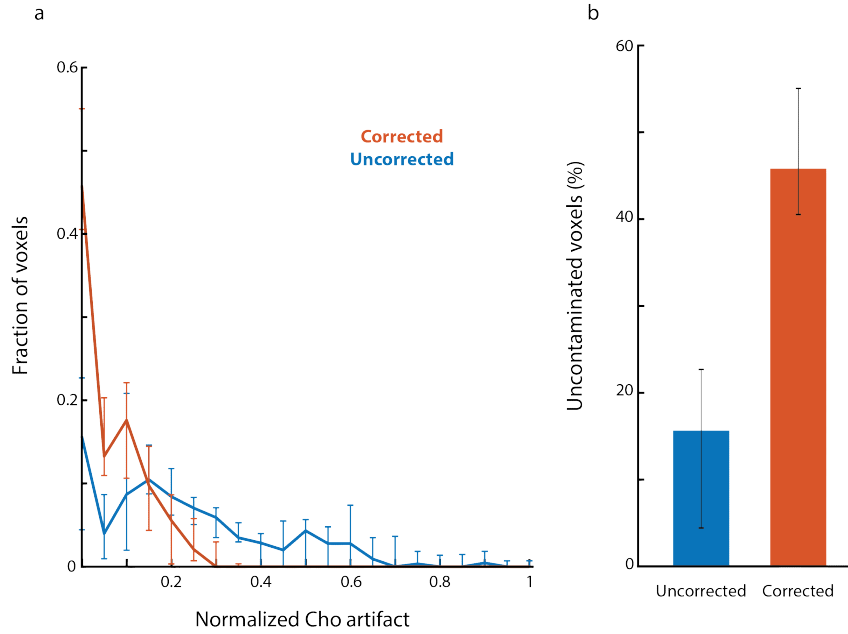 a
0.6
0.4
0.2
0
0.2
0.4
0.6
0.8
1
Fraction of voxels
Normalized Cho artifact
Corrected
Uncorrected
b
60
40
20
0
Uncontaminated voxels (%)
Uncorrected
Corrected